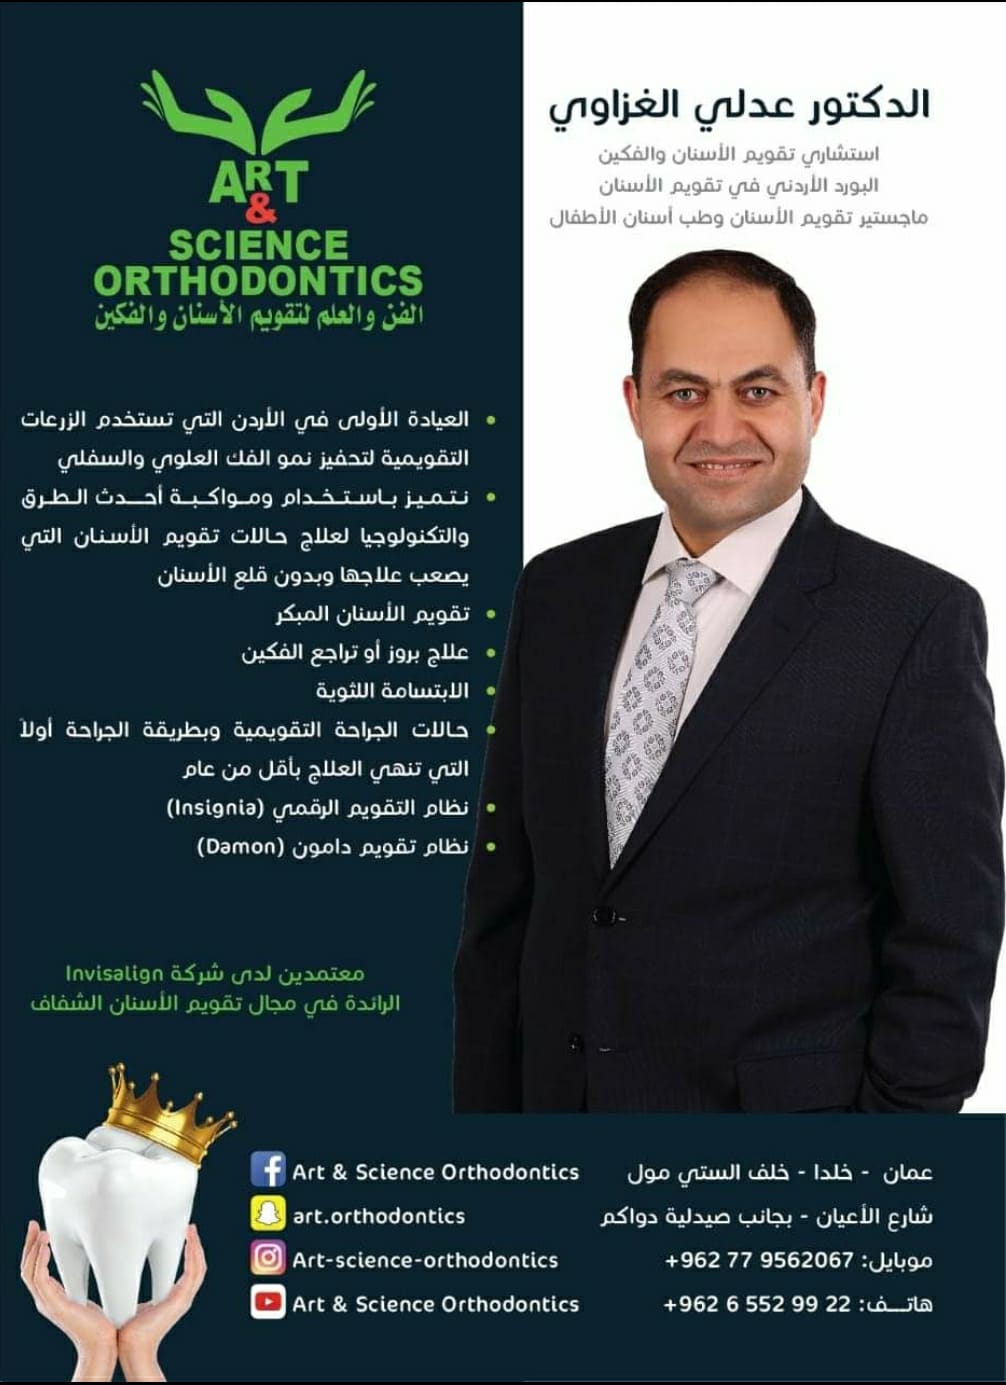 ART
&
SCIENCE
ORTHODONTICS
الفن والعلم لتقويم الأسنان والفكين
الدكتور عدلي الغزاوي
استشاري تقويم الأسنان والفكين
البورد الأردني في تقويم الأسنان
ماجستير تقويم الأسنان وطب أسنان الأطفال
• العيادة الأولى في الأردن التي تستخدم الزرعات
التقويمية لتحفيز نمو الفك العلوي والسفلي
• نتميز باستخدام ومواكبة أحدث الطرق
والتكنولوجيا لعلاج حالات تقويم الأسنان التي
يصعب علاجها وبدون قلع الأسنان
• تقويم الأسنان المبكر
• علاج بروز أو تراجع الفكين
• الابتسامة اللثوية
• حالات الجراحة التقويمية وبطريقة الجراحة أولاً
التي تنهي العلاج بأقل من عام
• نظام التقويم الرقمي (Insignia)
• نظام تقويم دامون (Damon)
معتمدين لدى شركة Invisalign
الرائدة في مجال تقويم الأسنان الشفاف
Art & Science Orthodontics
art.orthodontics
Art-science-orthodontics
Art & Science Orthodontics
عمان - خلدا - خلف الستي مول
شارع الأعيان - بجانب صيدلية دواكم
موبايل: +962 77 9562067
هاتف: +962 6 552 99 22